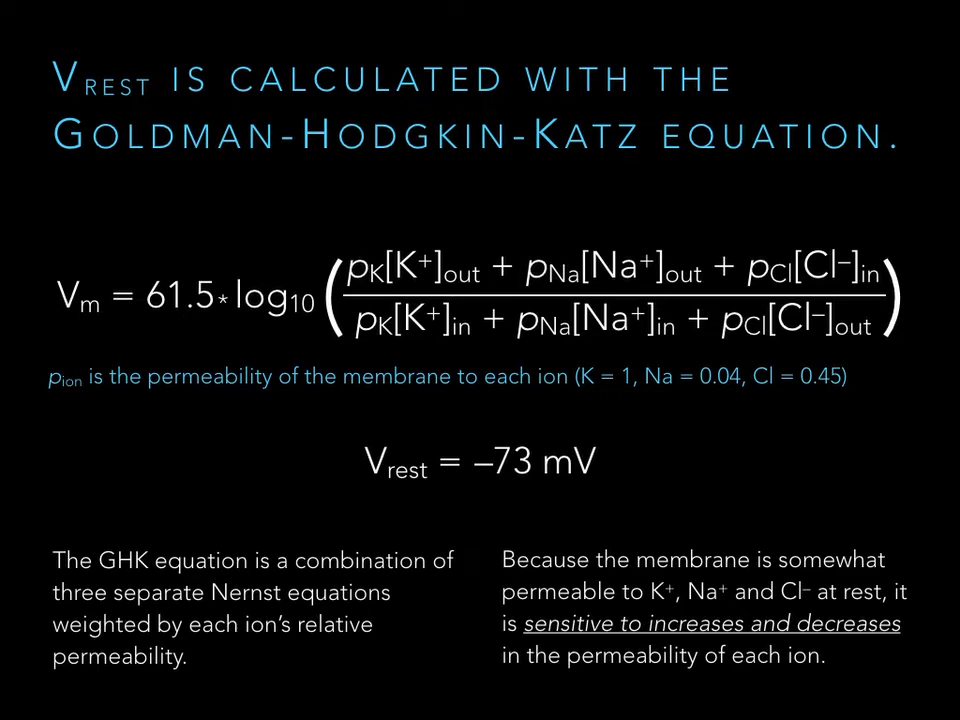 VREST IS CALCULATED WITH THE
GOLDMAN-HODGKIN-KATZ EQUATION.
Vm = 61.5* log10 (pK[K+]out + pNa[Na+]out + pCl[Cl–]in
pK[K+]in + pNa[Na+]in + pCl[Cl–]out)
pion is the permeability of the membrane to each ion (K = 1, Na = 0.04, Cl = 0.45)
Vrest = –73 mV
The GHK equation is a combination of
three separate Nernst equations
weighted by each ion’s relative
permeability.
Because the membrane is somewhat
permeable to K+, Na+ and Cl– at rest, it
is sensitive to increases and decreases
in the permeability of each ion.